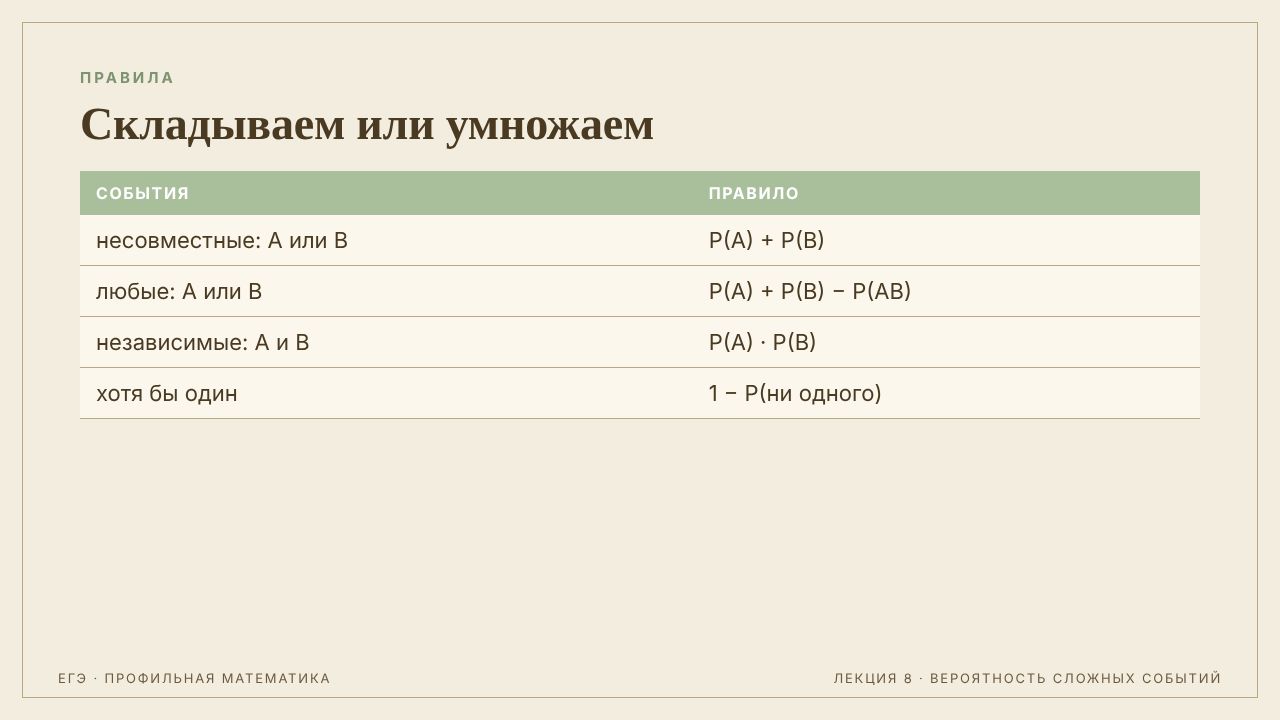 ПРАВИЛА
Складываем или умножаем
СОБЫТИЯ ПРАВИЛО
несовместные: A или B P(A) + P(B)
любые: A или B P(A) + P(B) − P(AB)
независимые: A и B P(A) · P(B)
хотя бы один 1 − P(ни одного)
ЕГЭ · ПРОФИЛЬНАЯ МАТЕМАТИКА ЛЕКЦИЯ 8 · ВЕРОЯТНОСТЬ СЛОЖНЫХ СОБЫТИЙ